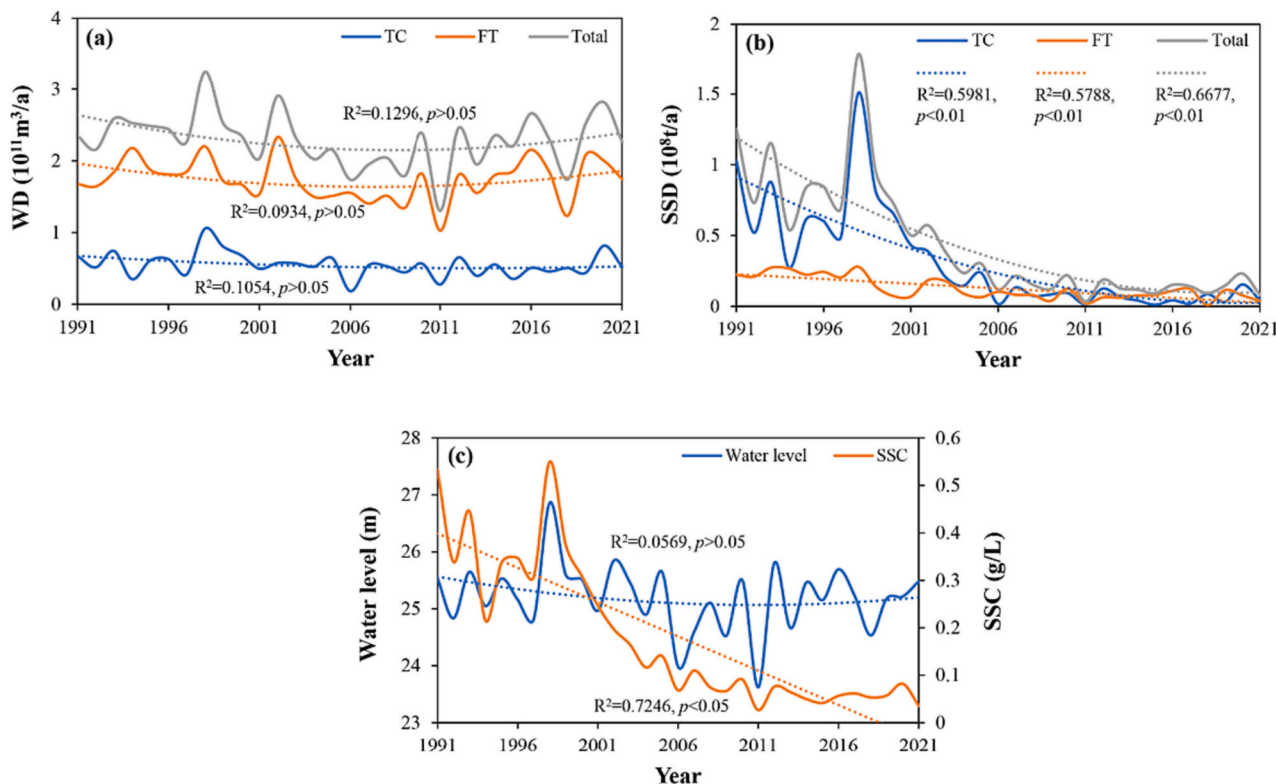 (a)
TC FT Total
WD (10¹¹m³/a)
4
3
2
1
0
R²=0.1296, p>0.05
R²=0.0934, p>0.05
R²=0.1054, p>0.05
1991 1996 2001 2006 2011 2016 2021
Year
(b)
TC FT Total
R²=0.5981, R²=0.5788, R²=0.6677,
p<0.01 p<0.01 p<0.01
SSD (10⁸t/a)
2
1.5
1
0.5
0
1991 1996 2001 2006 2011 2016 2021
Year
(c)
Water level SSC
Water level (m)
28
27
26
25
24
23
R²=0.0569, p>0.05
R²=0.7246, p<0.05
0.6
0.5
0.4
0.3
0.2
0.1
0
SSC (g/L)
1991 1996 2001 2006 2011 2016 2021
Year